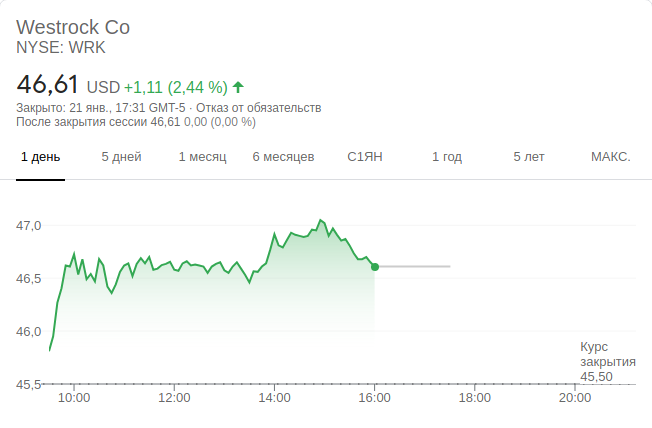 Westrock Co
NYSE: WRK
46,61 USD +1,11 (2,44 %)
Закрыто: 21 янв., 17:31 GMT-5 · Отказ от обязательств
После закрытия сессии 46,61 0,00 (0,00 %)
1 день 5 дней 1 месяц 6 месяцев С1ЯН 1 год 5 лет МАКС.
47,0
46,5
46,0
Курс
закрытия
45,50
45,5
10:00 12:00 14:00 16:00 18:00 20:00